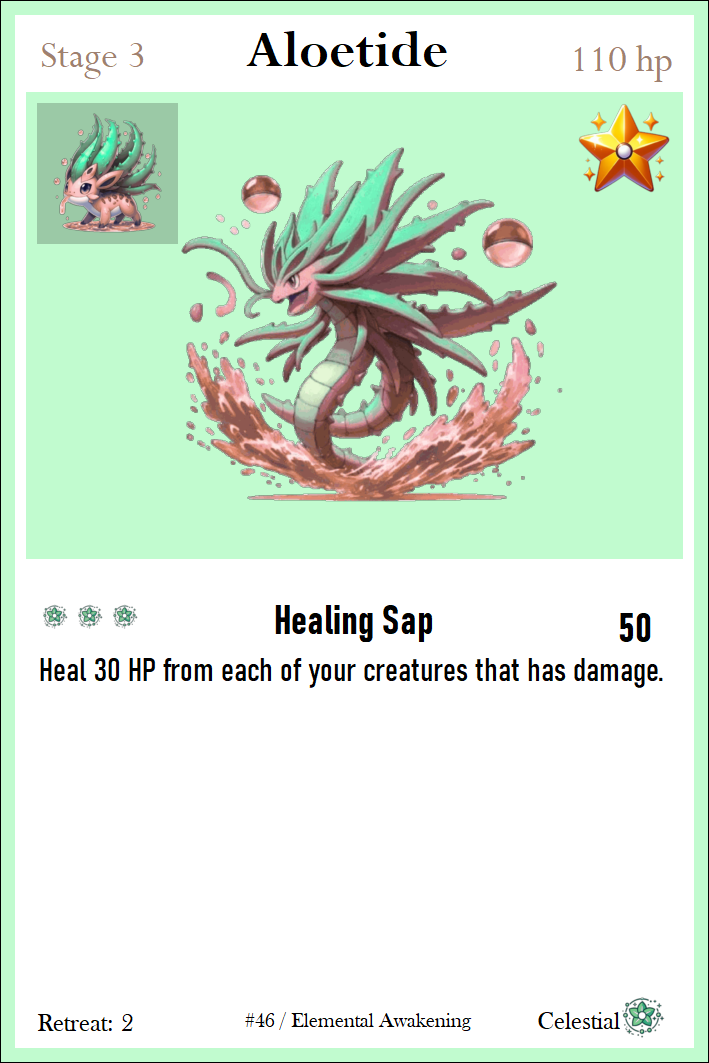 Stage 3
Aloetide
110 hp
Healing Sap
50
Heal 30 HP from each of your creatures that has damage.
Retreat: 2
#46 / Elemental Awakening
Celestial